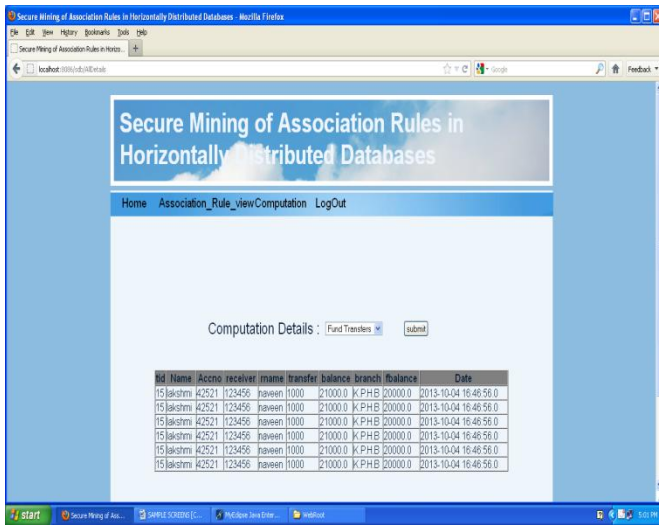 Secure Mining of Association Rules in Horizontally Distributed Databases - Mozilla Firefox
File Edit View History Bookmarks Tools Help
Secure Mining of Association Rules in Horizo... +
localhost:8086/vdb/AllDetails Google Feedback
Secure Mining of Association Rules in
Horizontally Distributed Databases
Home Association_Rule_view Computation LogOut
Computation Details : Fund Transfers submit
tid Name Accno receiver rname transfer balance branch fbalance Date
15 lakshmi 42521 123456 naveen 1000 21000.0 K.P.H.B 20000.0 2013-10-04 16:46:56.0
15 lakshmi 42521 123456 naveen 1000 21000.0 K.P.H.B 20000.0 2013-10-04 16:46:56.0
15 lakshmi 42521 123456 naveen 1000 21000.0 K.P.H.B 20000.0 2013-10-04 16:46:56.0
15 lakshmi 42521 123456 naveen 1000 21000.0 K.P.H.B 20000.0 2013-10-04 16:46:56.0
15 lakshmi 42521 123456 naveen 1000 21000.0 K.P.H.B 20000.0 2013-10-04 16:46:56.0
15 lakshmi 42521 123456 naveen 1000 21000.0 K.P.H.B 20000.0 2013-10-04 16:46:56.0
start Secure Mining of Ass... SAMPLE SCREENS [C... MyEclipse Java Enter... WebRoot 5:01 PM